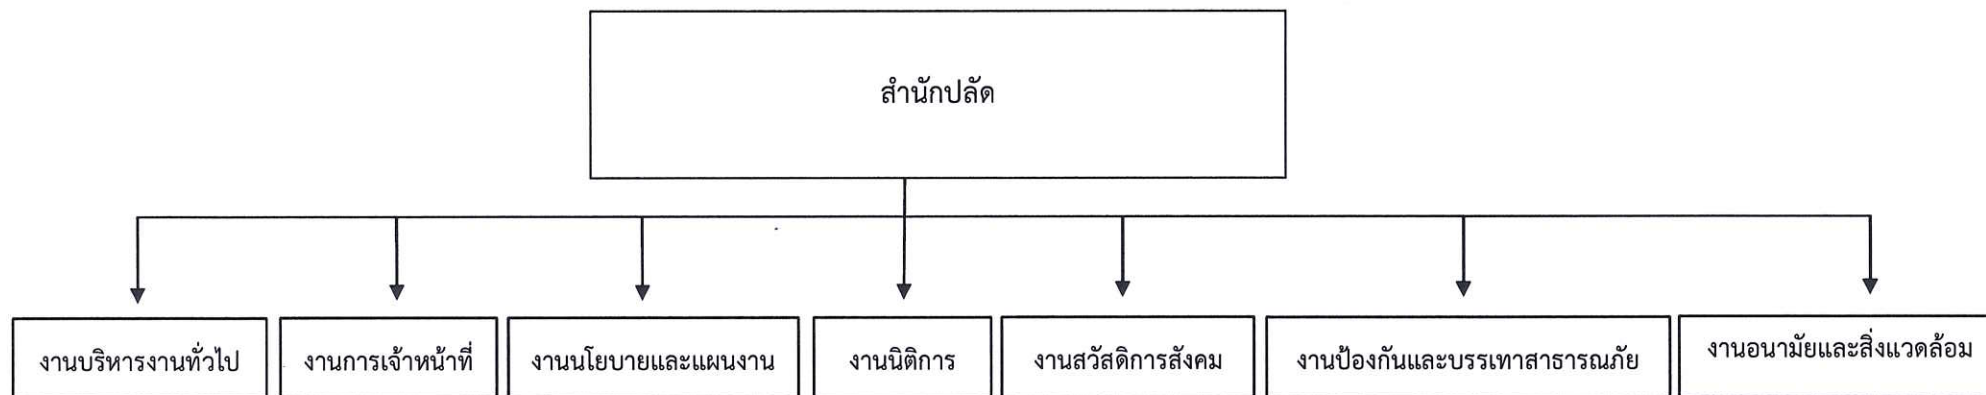 สำนักปลัด
งานบริหารงานทั่วไป
งานการเจ้าหน้าที่
งานนโยบายและแผนงาน
งานนิติการ
งานสวัสดิการสังคม
งานป้องกันและบรรเทาสาธารณภัย
งานอนามัยและสิ่งแวดล้อม